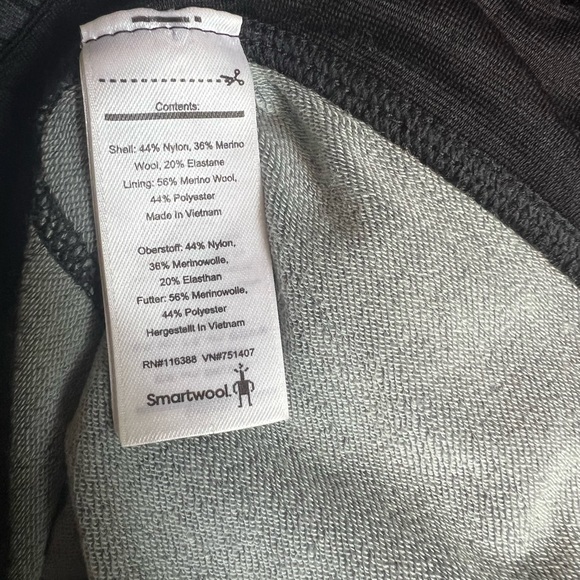 Contents:
Shell: 44% Nylon, 36% Merino
Wool, 20% Elastane
Lining: 56% Merino Wool,
44% Polyester
Made in Vietnam
Oberstoff: 44% Nylon,
36% Merinowolle,
20% Elasthan
Futter: 56% Merinowolle,
44% Polyester
Hergestellt in Vietnam
RN#116388 VN#751407
Smartwool.